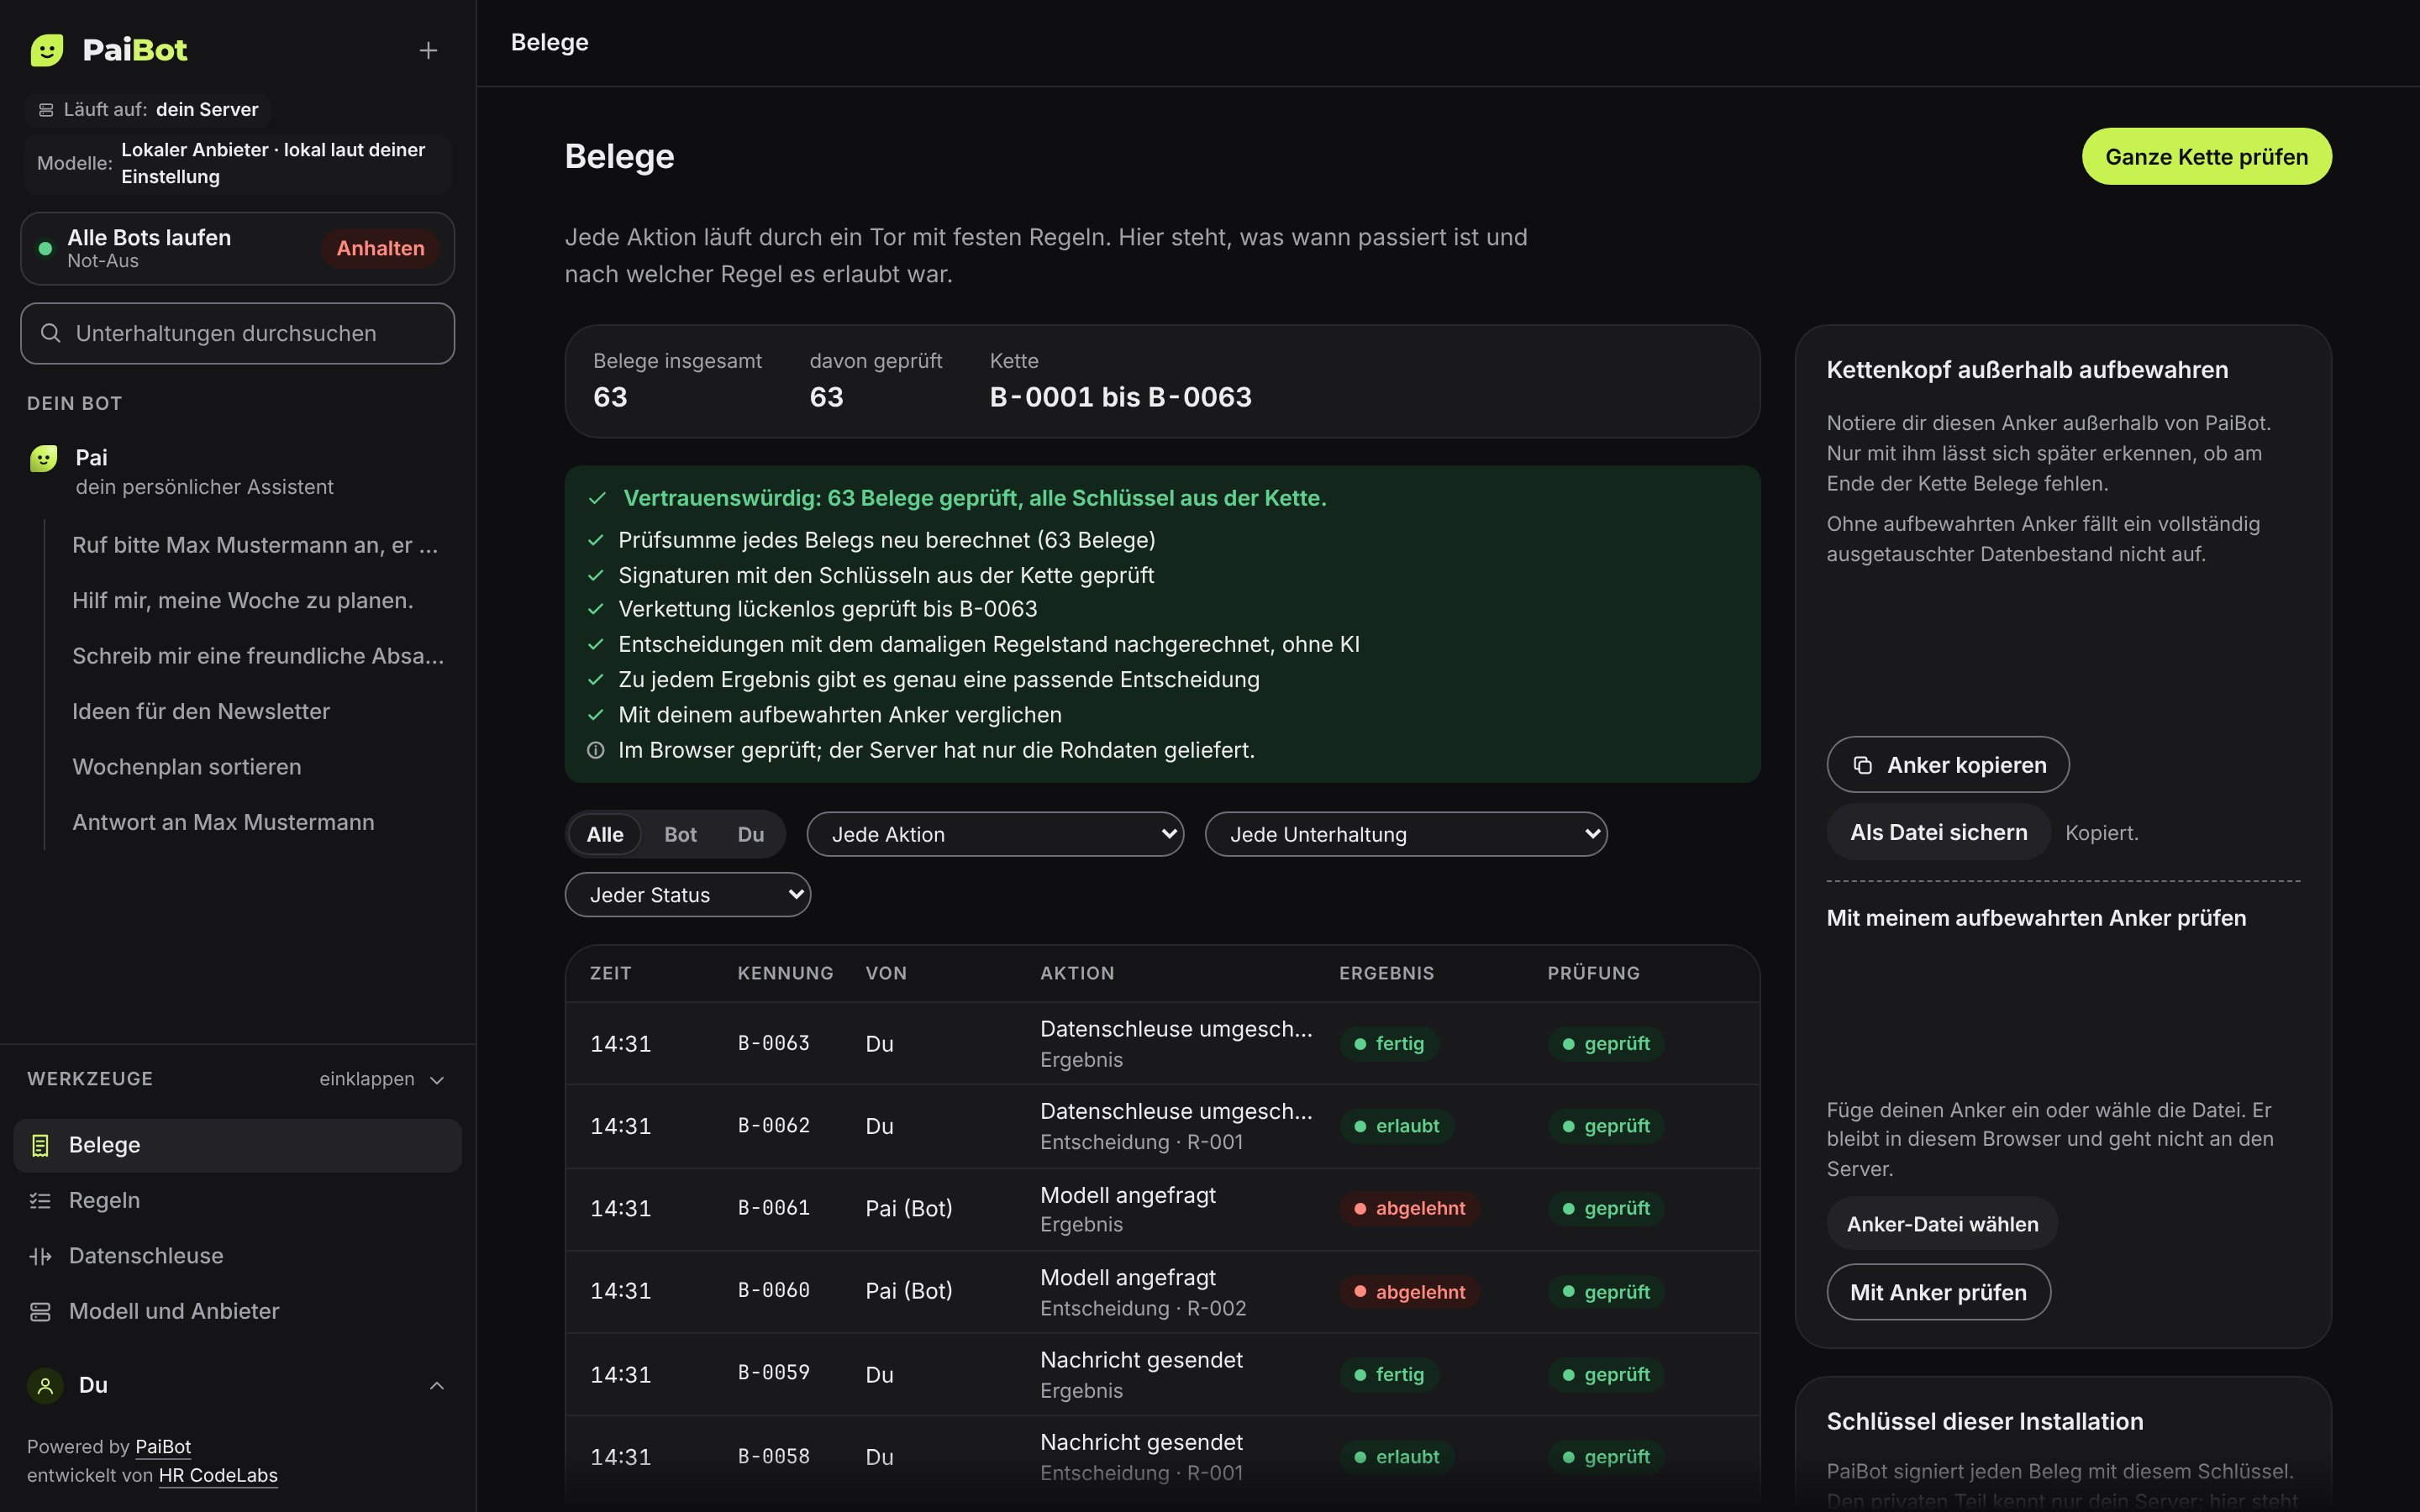 PaiBot
Läuft auf: dein Server
Modelle: Lokaler Anbieter · lokal laut deiner
Einstellung
Alle Bots laufen
Not-Aus
Anhalten
Unterhaltungen durchsuchen
DEIN BOT
Pai
dein persönlicher Assistent
Ruf bitte Max Mustermann an, er ...
Hilf mir, meine Woche zu planen.
Schreib mir eine freundliche Absa...
Ideen für den Newsletter
Wochenplan sortieren
Antwort an Max Mustermann
WERKZEUGE einklappen
Belege
Regeln
Datenschleuse
Modell und Anbieter
Du
Powered by PaiBot
entwickelt von HR CodeLabs
Belege
Belege
Ganze Kette prüfen
Jede Aktion läuft durch ein Tor mit festen Regeln. Hier steht, was wann passiert ist und
nach welcher Regel es erlaubt war.
Belege insgesamt davon geprüft Kette
63 63 B-0001 bis B-0063
Vertrauenswürdig: 63 Belege geprüft, alle Schlüssel aus der Kette.
Prüfsumme jedes Belegs neu berechnet (63 Belege)
Signaturen mit den Schlüsseln aus der Kette geprüft
Verkettung lückenlos geprüft bis B-0063
Entscheidungen mit dem damaligen Regelstand nachgerechnet, ohne KI
Zu jedem Ergebnis gibt es genau eine passende Entscheidung
Mit deinem aufbewahrten Anker verglichen
Im Browser geprüft; der Server hat nur die Rohdaten geliefert.
Alle Bot Du Jede Aktion Jede Unterhaltung
Jeder Status
ZEIT KENNUNG VON AKTION ERGEBNIS PRÜFUNG
14:31 B-0063 Du Datenschleuse umgesch... fertig geprüft
Ergebnis
14:31 B-0062 Du Datenschleuse umgesch... erlaubt geprüft
Entscheidung · R-001
14:31 B-0061 Pai (Bot) Modell angefragt abgelehnt geprüft
Ergebnis
14:31 B-0060 Pai (Bot) Modell angefragt abgelehnt geprüft
Entscheidung · R-002
14:31 B-0059 Du Nachricht gesendet fertig geprüft
Ergebnis
14:31 B-0058 Du Nachricht gesendet erlaubt geprüft
Entscheidung · R-001
Kettenkopf außerhalb aufbewahren
Notiere dir diesen Anker außerhalb von PaiBot.
Nur mit ihm lässt sich später erkennen, ob am
Ende der Kette Belege fehlen.
Ohne aufbewahrten Anker fällt ein vollständig
ausgetauschter Datenbestand nicht auf.
Anker kopieren
Als Datei sichern Kopiert.
Mit meinem aufbewahrten Anker prüfen
Füge deinen Anker ein oder wähle die Datei. Er
bleibt in diesem Browser und geht nicht an den
Server.
Anker-Datei wählen
Mit Anker prüfen
Schlüssel dieser Installation
PaiBot signiert jeden Beleg mit diesem Schlüssel.
Den privaten Teil kennt nur dein Server; hier steht